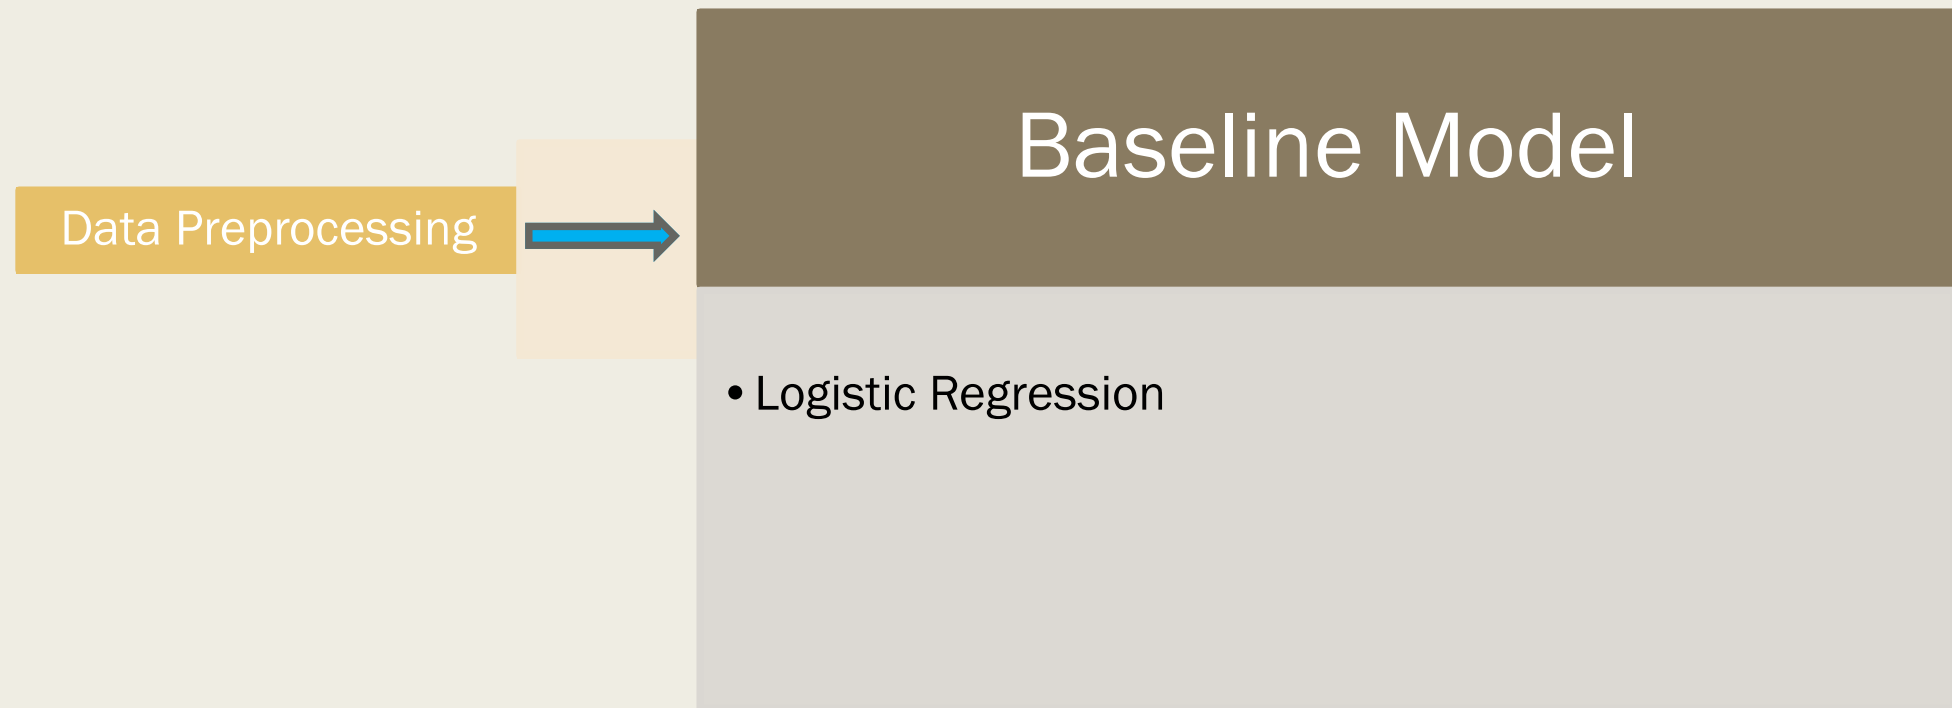 Data Preprocessing
Baseline Model
• Logistic Regression